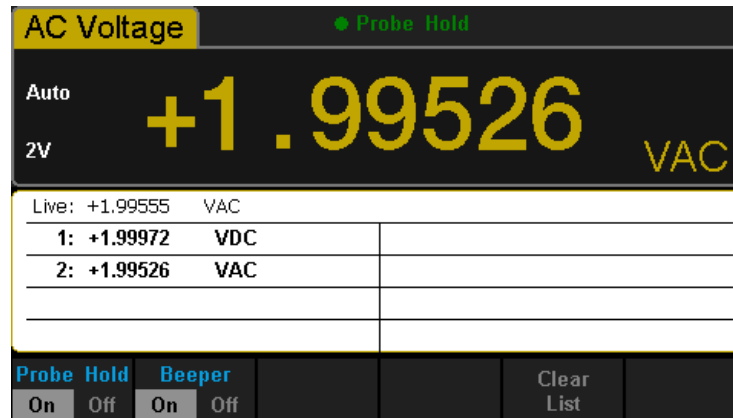 AC Voltage
Probe Hold
Auto
+1.99526
2V
VAC
Live: +1.99555 VAC
1: +1.99972 VDC
2: +1.99526 VAC
Probe Hold
Beeper
Clear
List
On Off
On Off